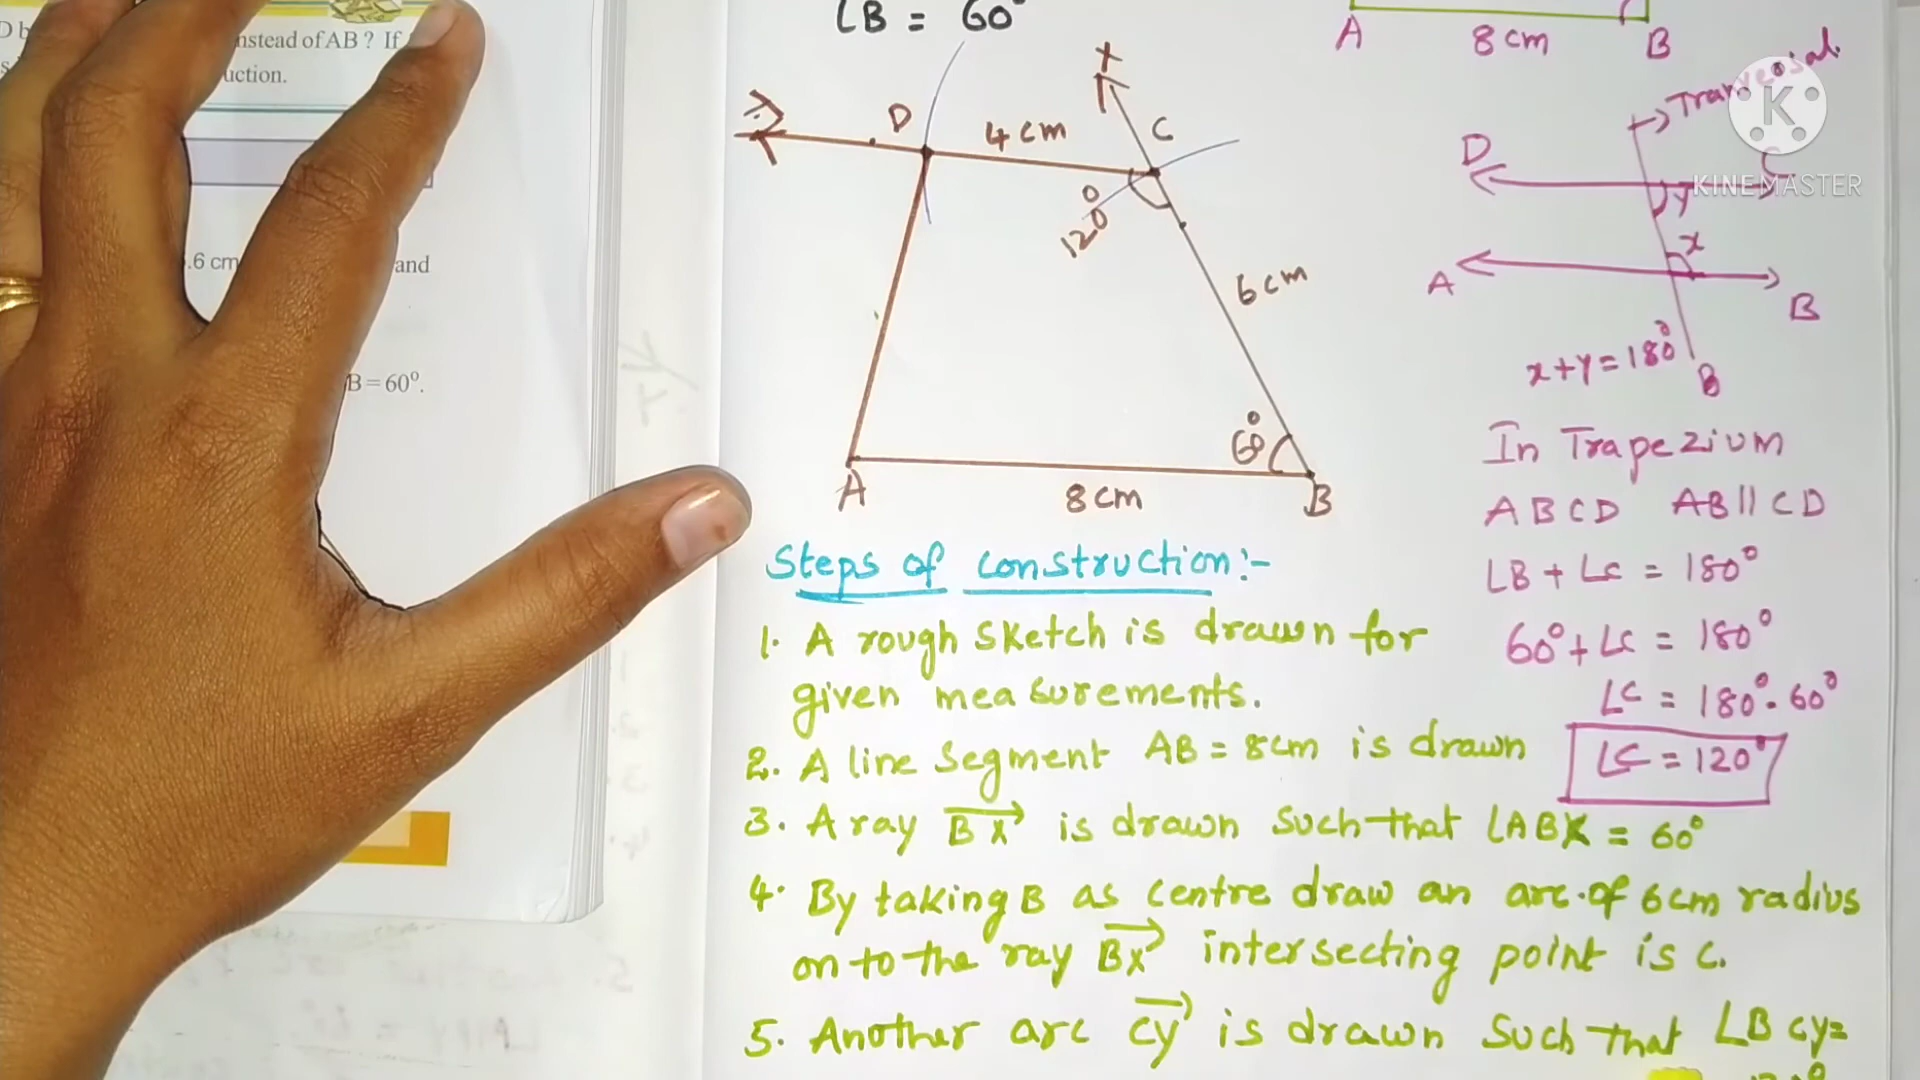 nstead of AB ? If
uction.
.6 cm and
B = 60°.
∟B = 60°
A 8 cm B
X
Y
D 4 cm C
120°
6 cm
60°
A 8 cm B
Transversal
KINEMASTER
D C
y
x
A B
x + y = 180°
B
In Trapezium
ABCD AB || CD
∟B + ∟C = 180°
60° + ∟C = 180°
∟C = 180° - 60°
∟C = 120°
Steps of construction:-
1. A rough sketch is drawn for
given measurements.
2. A line segment AB = 8cm is drawn
3. A ray BX is drawn such that ∟ABX = 60°
4. By taking B as centre draw an arc of 6 cm radius
on to the ray BX intersecting point is C.
5. Another arc CY is drawn such that ∟BCY=